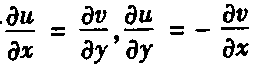 ∂u/∂x = ∂v/∂y, ∂u/∂y = − ∂v/∂x